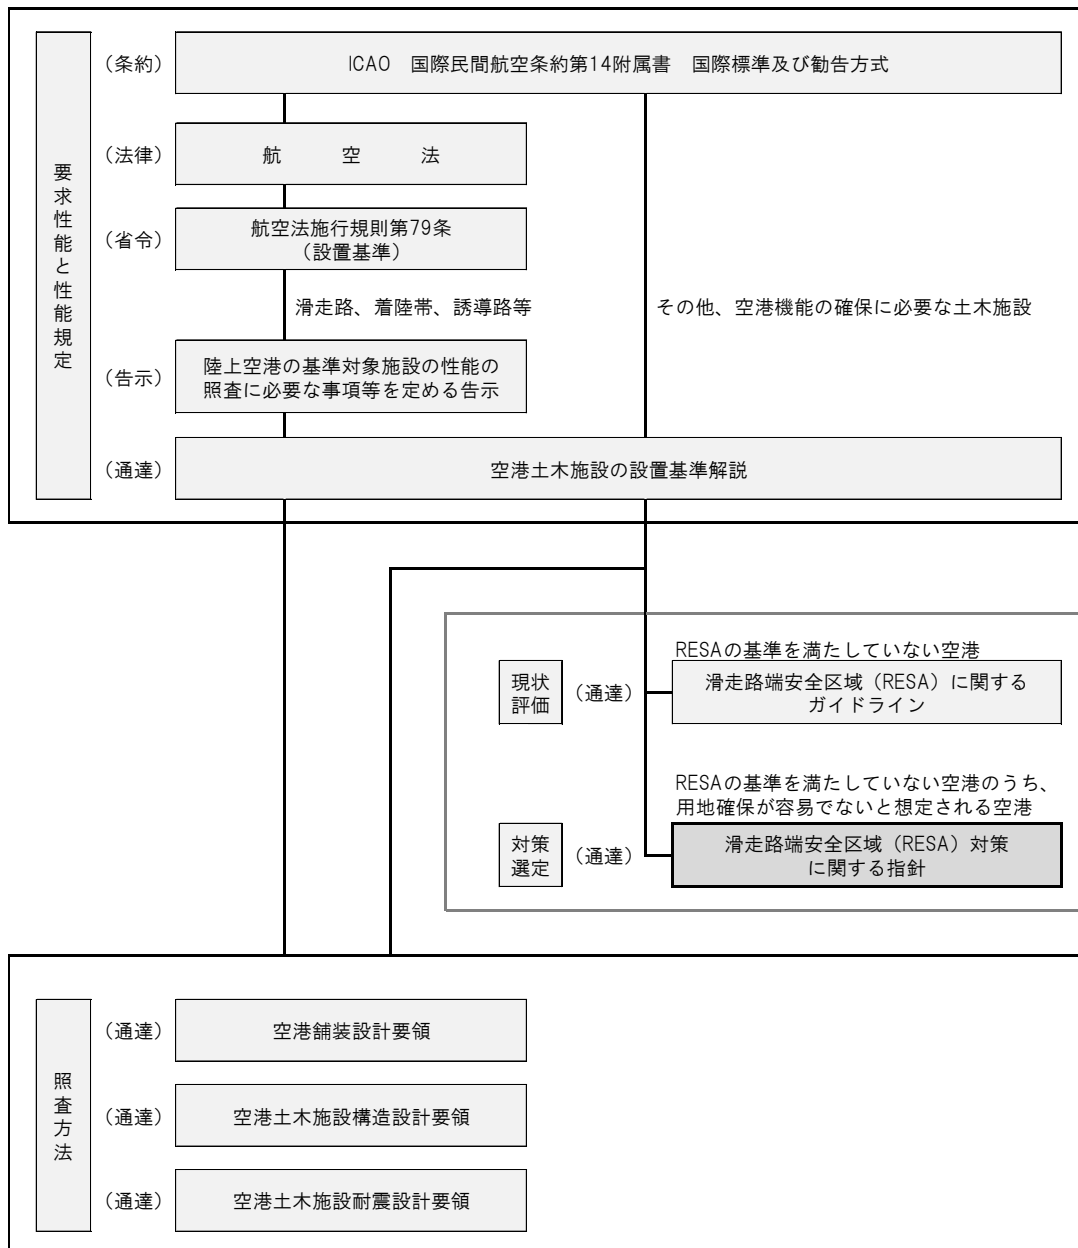 要求性能と性能規定
（条約）
ICAO　国際民間航空条約第14附属書　国際標準及び勧告方式
（法律）
航　　空　　法
（省令）
航空法施行規則第79条
（設置基準）
滑走路、着陸帯、誘導路等
その他、空港機能の確保に必要な土木施設
（告示）
陸上空港の基準対象施設の性能の
照査に必要な事項等を定める告示
（通達）
空港土木施設の設置基準解説
RESAの基準を満たしていない空港
現状
評価
（通達）
滑走路端安全区域（RESA）に関する
ガイドライン
RESAの基準を満たしていない空港のうち、
用地確保が容易でないと想定される空港
対策
選定
（通達）
滑走路端安全区域（RESA）対策
に関する指針
照査方法
（通達）
空港舗装設計要領
（通達）
空港土木施設構造設計要領
（通達）
空港土木施設耐震設計要領